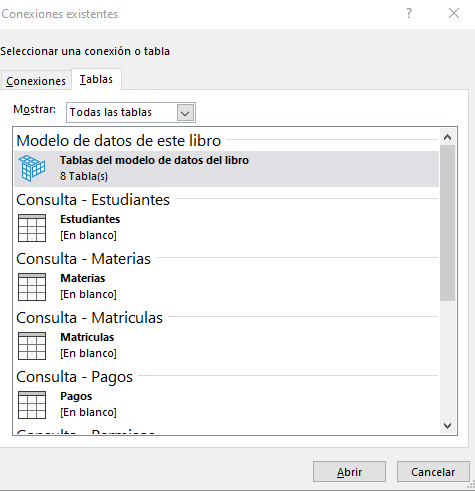 Conexiones existentes
Seleccionar una conexión o tabla
Conexiones Tablas
Mostrar: Todas las tablas
Modelo de datos de este libro
Tablas del modelo de datos del libro
8 Tabla(s)
Consulta - Estudiantes
Estudiantes
[En blanco]
Consulta - Materias
Materias
[En blanco]
Consulta - Matriculas
Matriculas
[En blanco]
Consulta - Pagos
Pagos
[En blanco]
Consulta - Permisos
Abrir Cancelar